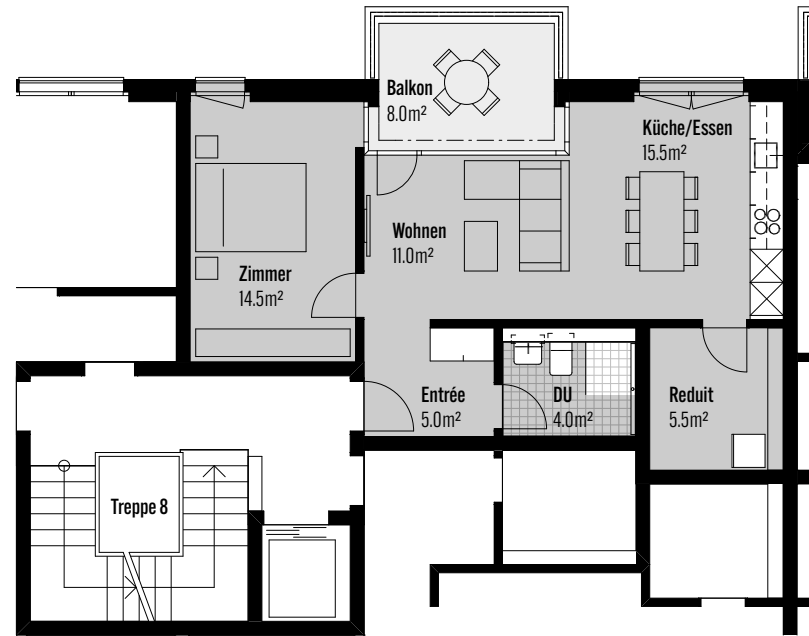 Balkon
8.0m²
Küche/Essen
15.5m²
Wohnen
11.0m²
Zimmer
14.5m²
Entrée
5.0m²
DU
4.0m²
Reduit
5.5m²
Treppe 8